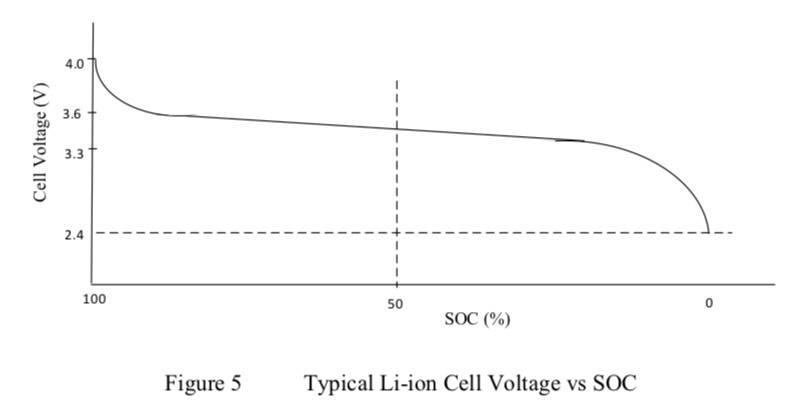 4.0
3.6
3.3
2.4
Cell Voltage (V)
100
50
0
SOC (%)
Figure 5 Typical Li-ion Cell Voltage vs SOC